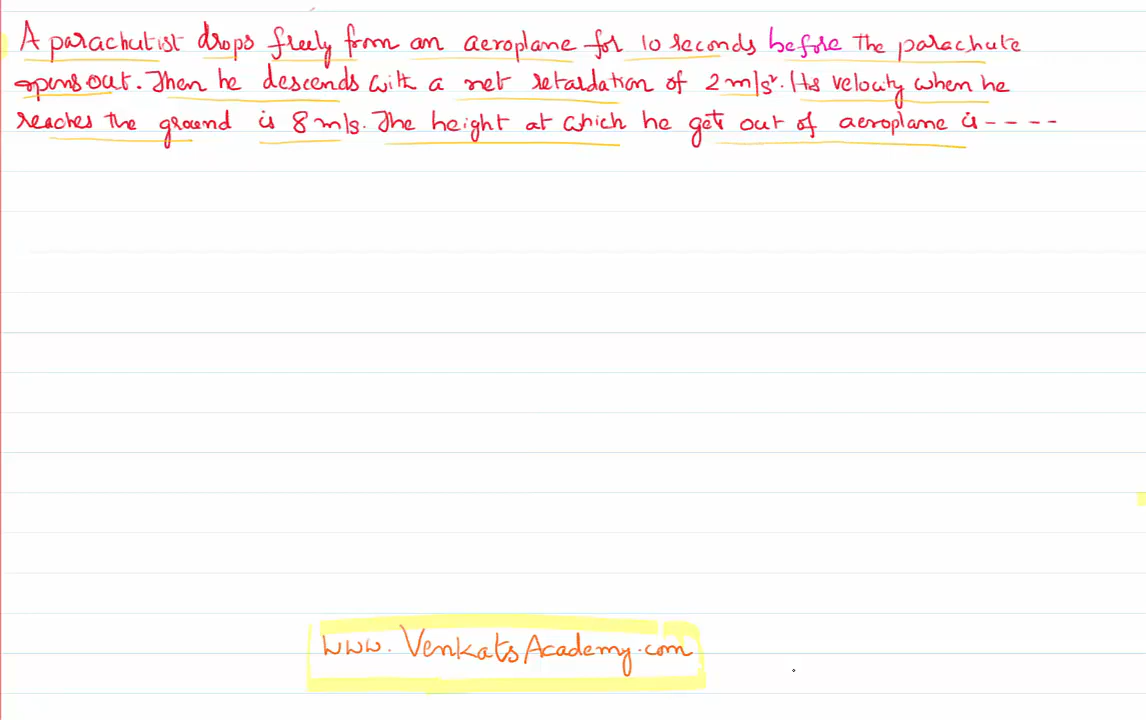 A parachutist drops freely from an aeroplane for 10 seconds before the parachute
opens out. Then he descends with a net retardation of 2 m/s². Its velocity when he
reaches the ground is 8 m/s. The height at which he gets out of aeroplane is ----
www.VenkatsAcademy.com